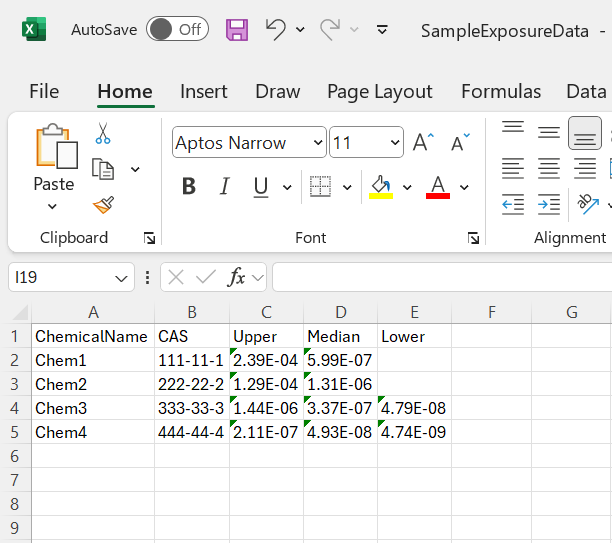 AutoSave Off SampleExposureData -
File Home Insert Draw Page Layout Formulas Data
Paste
Aptos Narrow 11 A A
B I U A
Clipboard Font Alignment
I19 fx
A B C D E F G
1 ChemicalName CAS Upper Median Lower
2 Chem1 111-11-1 2.39E-04 5.99E-07
3 Chem2 222-22-2 1.29E-04 1.31E-06
4 Chem3 333-33-3 1.44E-06 3.37E-07 4.79E-08
5 Chem4 444-44-4 2.11E-07 4.93E-08 4.74E-09
6
7
8
9